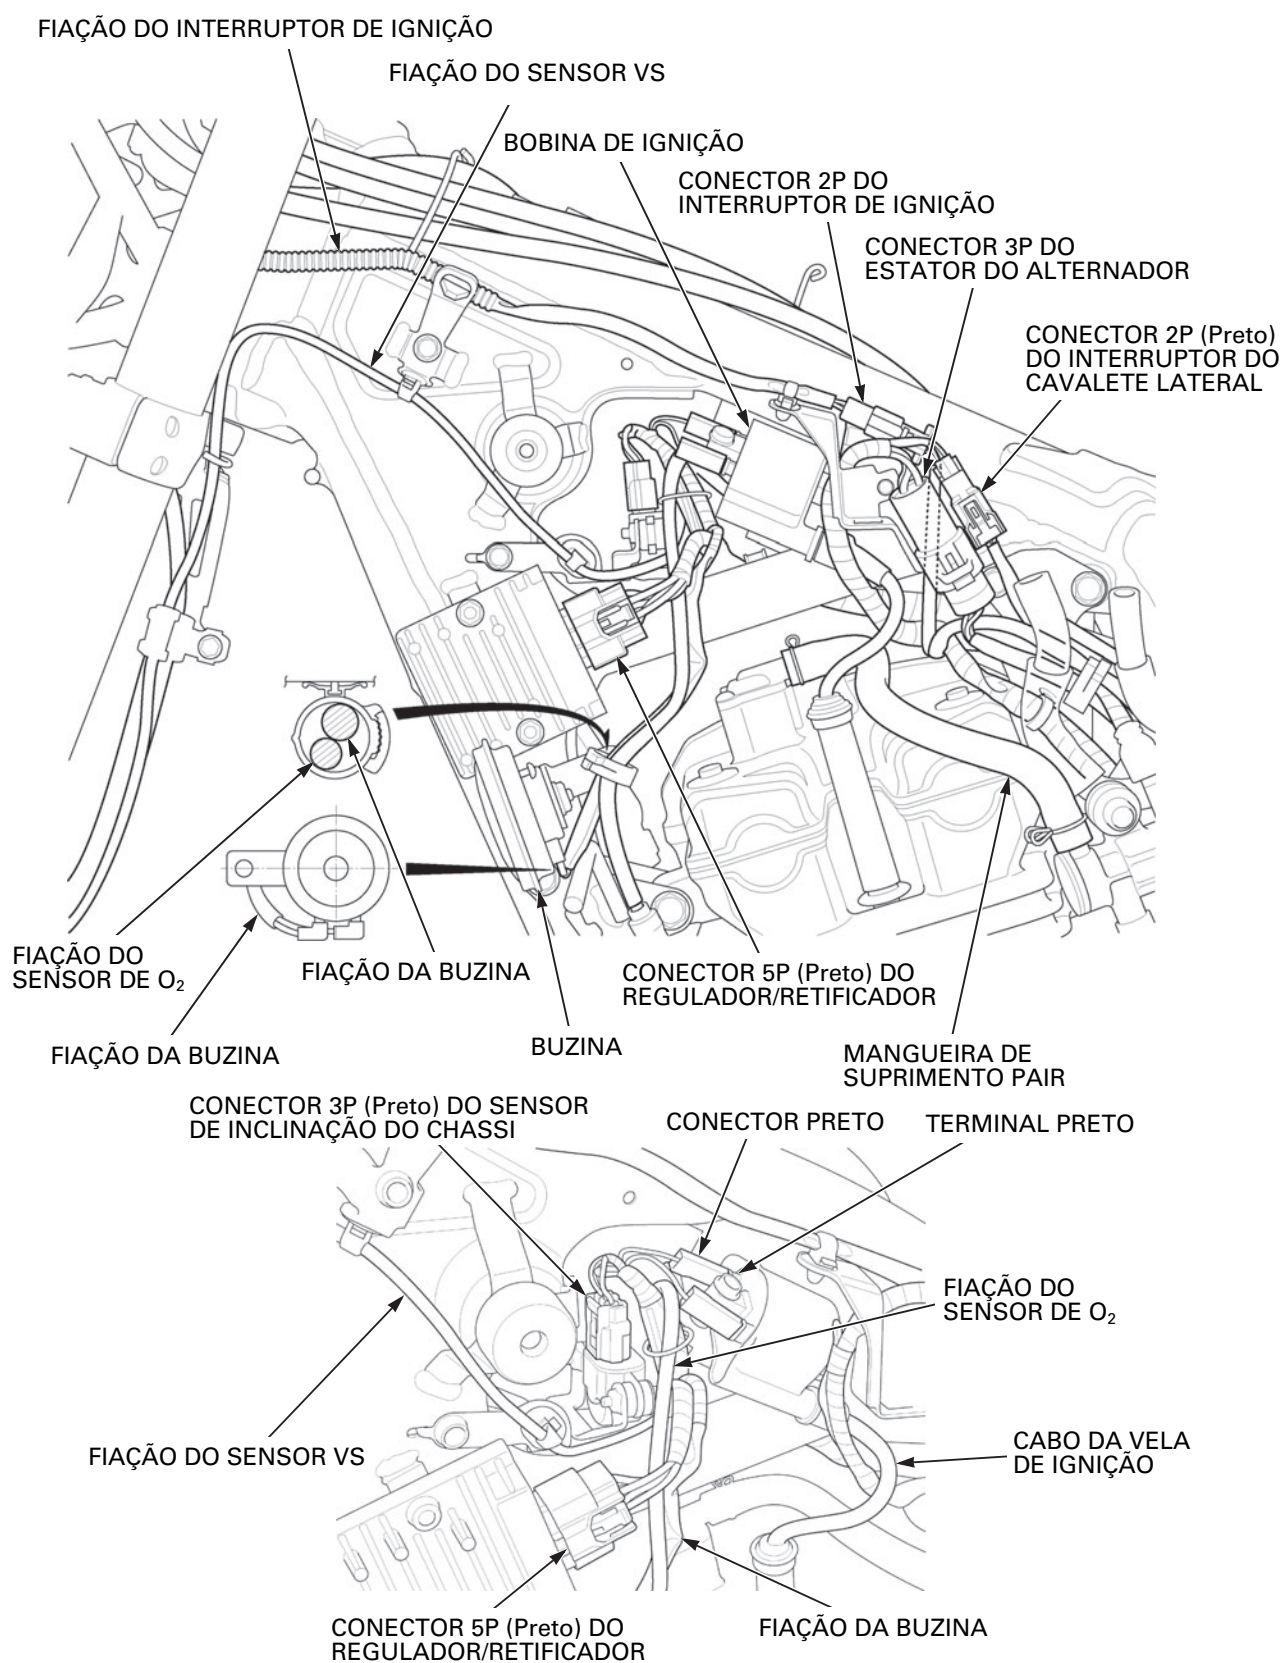 FIAÇÃO DO INTERRUPTOR DE IGNIÇÃO
FIAÇÃO DO SENSOR VS
BOBINA DE IGNIÇÃO
CONECTOR 2P DO
INTERRUPTOR DE IGNIÇÃO
CONECTOR 3P DO
ESTATOR DO ALTERNADOR
CONECTOR 2P (Preto)
DO INTERRUPTOR DO
CAVALETE LATERAL
FIAÇÃO DO
SENSOR DE O₂
FIAÇÃO DA BUZINA
FIAÇÃO DA BUZINA
BUZINA
CONECTOR 5P (Preto) DO
REGULADOR/RETIFICADOR
MANGUEIRA DE
SUPRIMENTO PAIR
CONECTOR 3P (Preto) DO SENSOR
DE INCLINAÇÃO DO CHASSI
CONECTOR PRETO
TERMINAL PRETO
FIAÇÃO DO
SENSOR DE O₂
FIAÇÃO DO SENSOR VS
CABO DA VELA
DE IGNIÇÃO
CONECTOR 5P (Preto) DO
REGULADOR/RETIFICADOR
FIAÇÃO DA BUZINA